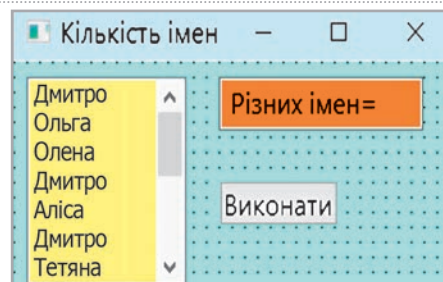 Кількість імен
Дмитро
Ольга
Олена
Дмитро
Аліса
Дмитро
Тетяна
Різних імен=
Виконати